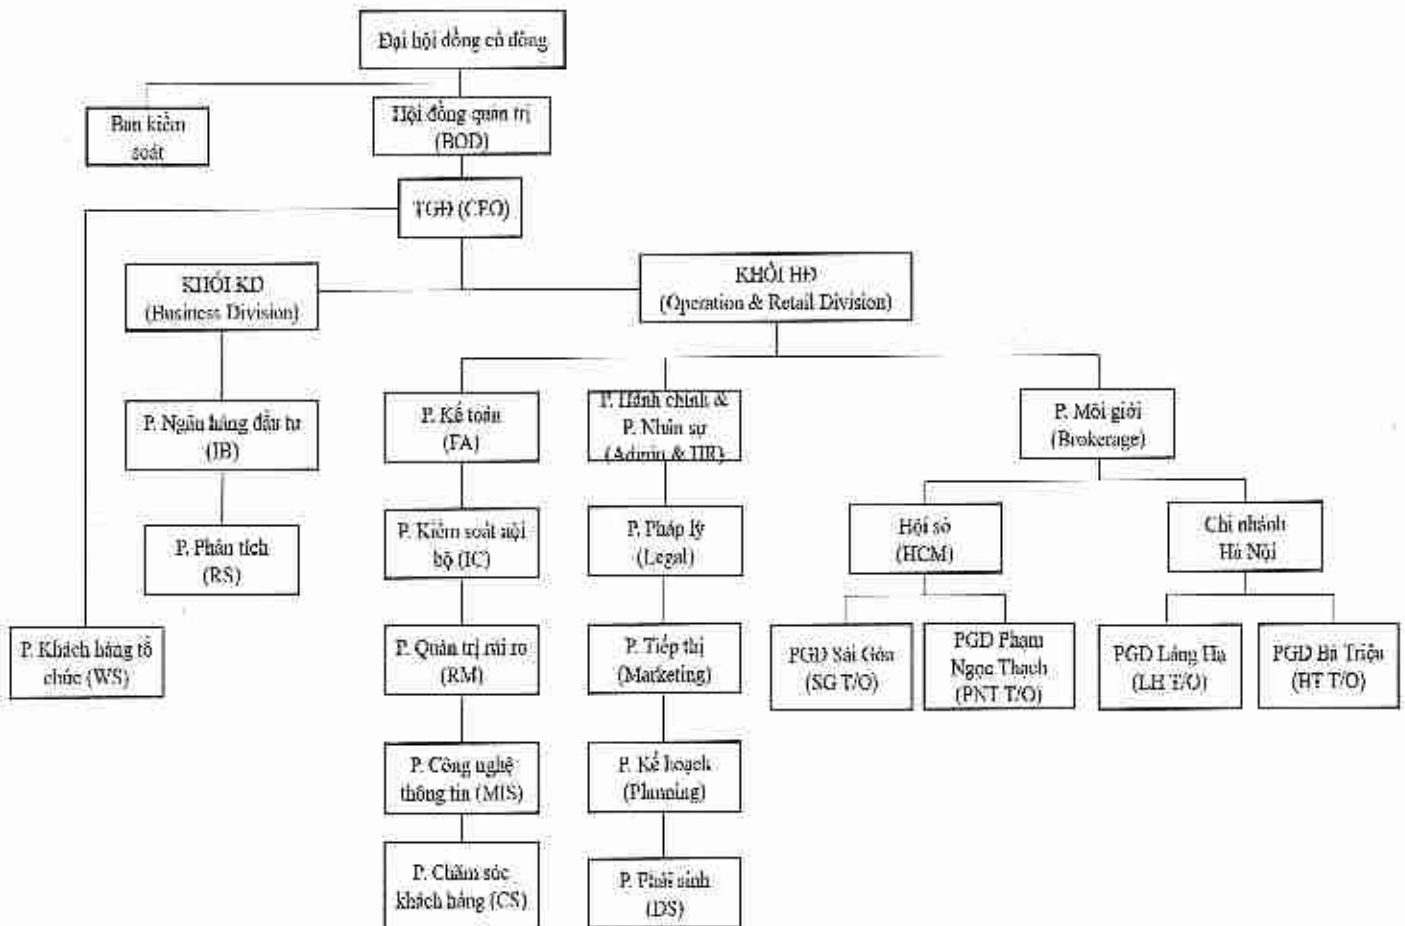 Đại hội đồng cổ đông
Ban kiểm
soát
Hội đồng quản trị
(BOD)
TGĐ (CEO)
KHỐI KD
(Business Division)
KHỐI HĐ
(Operation & Retail Division)
P. Ngân hàng đầu tư
(IB)
P. Kế toán
(FA)
P. Hành chính &
P. Nhân sự
(Admin & HR)
P. Môi giới
(Brokerage)
P. Phân tích
(RS)
P. Kiểm soát nội
bộ (IC)
P. Pháp lý
(Legal)
Hội sở
(HCM)
Chi nhánh
Hà Nội
P. Khách hàng tổ
chức (WS)
P. Quản trị rủi ro
(RM)
P. Tiếp thị
(Marketing)
PGD Sài Gòn
(SG T/O)
PGD Phạm
Ngọc Thạch
(PNT T/O)
PGD Láng Hạ
(LH T/O)
PGD Bà Triệu
(BT T/O)
P. Công nghệ
thông tin (MIS)
P. Kế hoạch
(Planning)
P. Chăm sóc
khách hàng (CS)
P. Phái sinh
(DS)